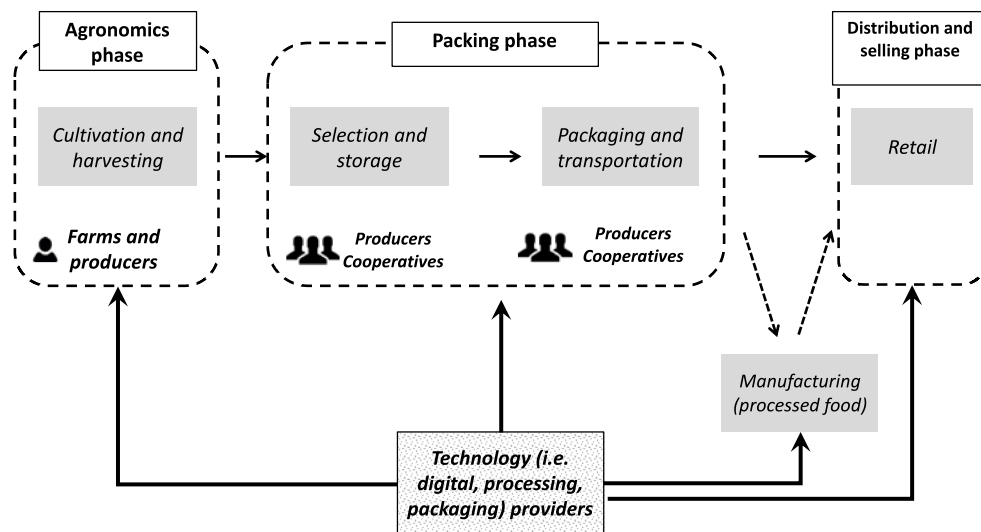 Agronomics
phase
Packing phase
Distribution and
selling phase
Cultivation and
harvesting
Selection and
storage
Packaging and
transportation
Retail
Farms and
producers
Producers
Cooperatives
Producers
Cooperatives
Manufacturing
(processed food)
Technology (i.e.
digital, processing,
packaging) providers